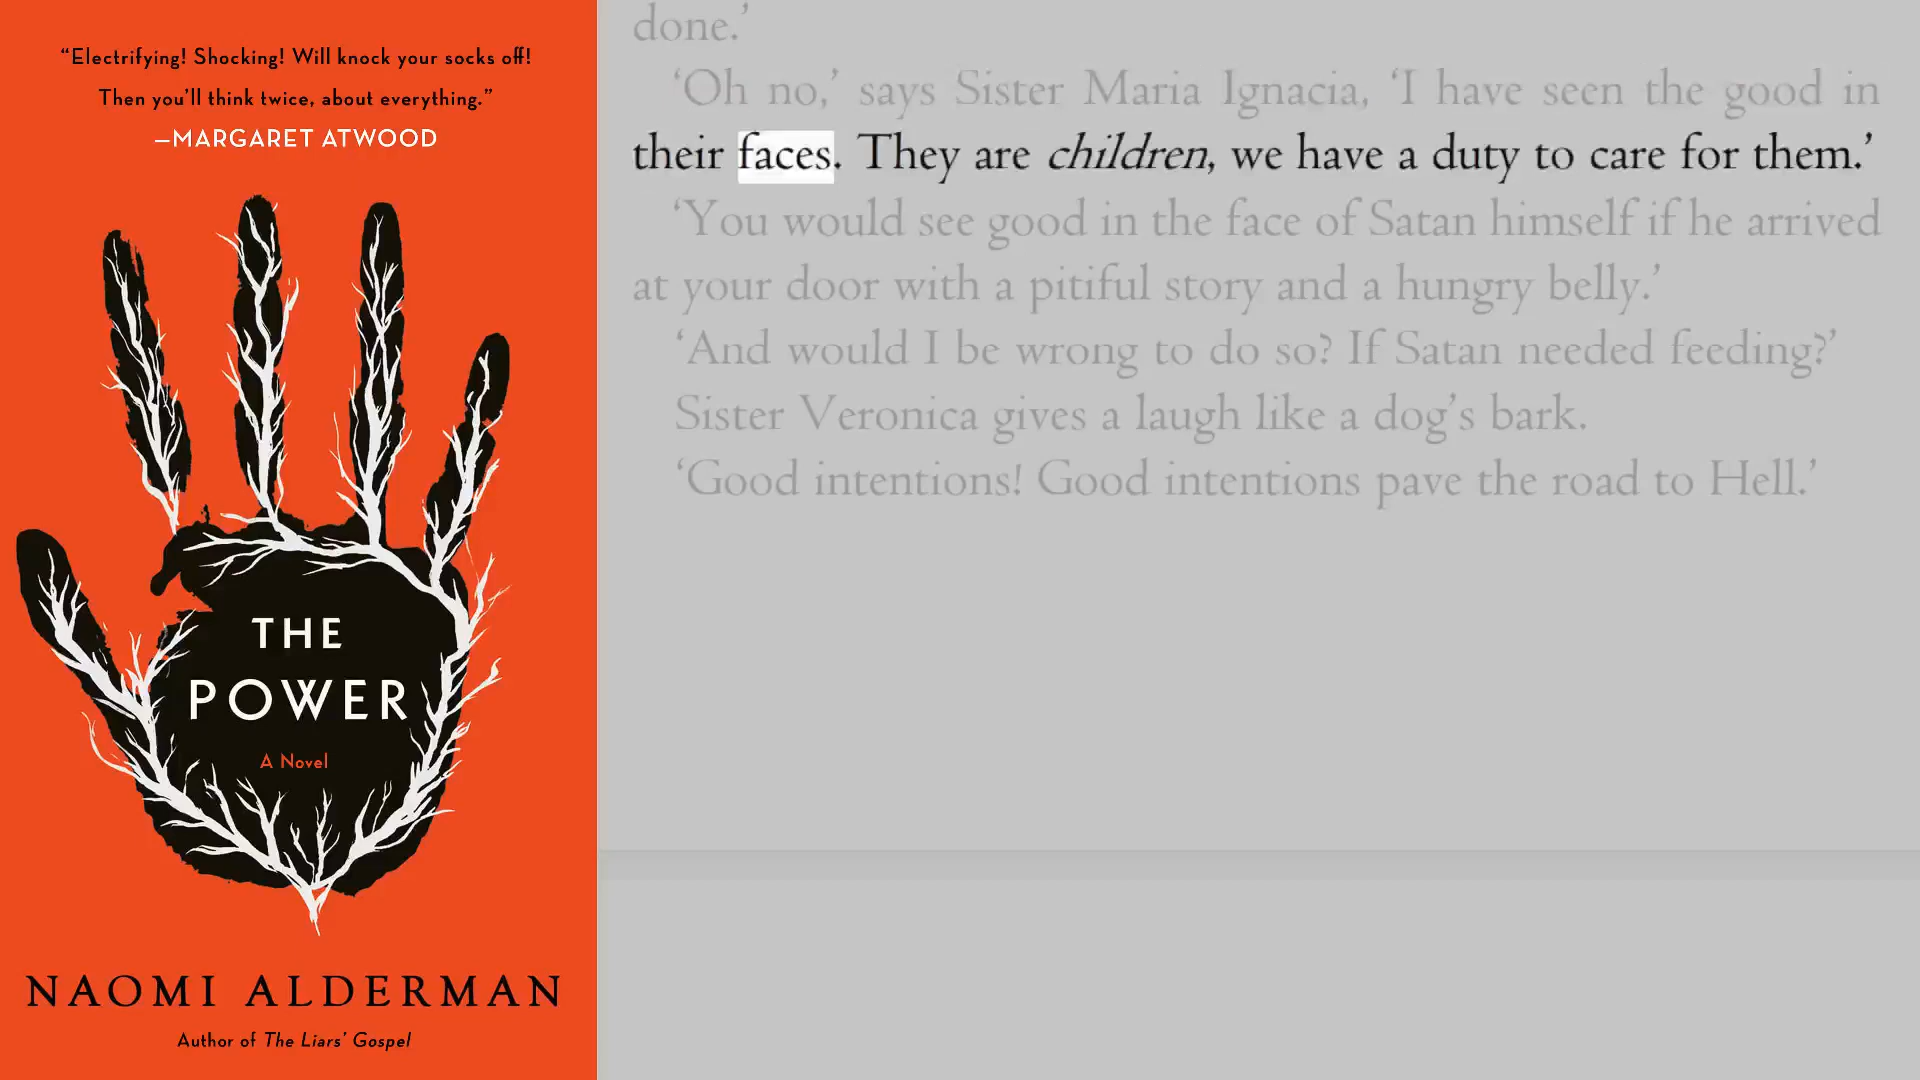 “Electrifying! Shocking! Will knock your socks off!
Then you’ll think twice, about everything.”
—MARGARET ATWOOD
THE
POWER
A Novel
NAOMI ALDERMAN
Author of The Liars’ Gospel
done.’
‘Oh no,’ says Sister Maria Ignacia, ‘I have seen the good in
their faces. They are children, we have a duty to care for them.’
‘You would see good in the face of Satan himself if he arrived
at your door with a pitiful story and a hungry belly.’
‘And would I be wrong to do so? If Satan needed feeding?’
Sister Veronica gives a laugh like a dog’s bark.
‘Good intentions! Good intentions pave the road to Hell.’